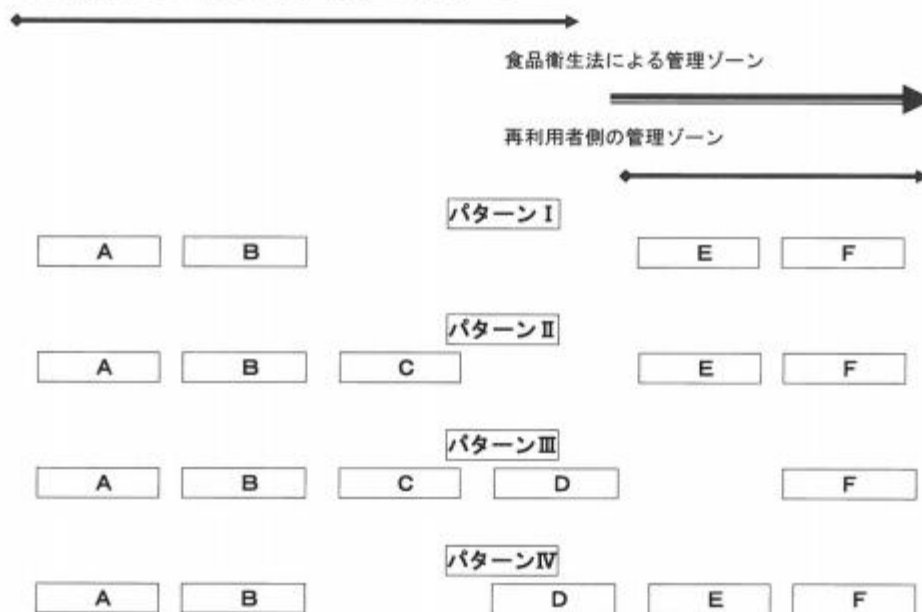 食品衛生法による管理ゾーン
再利用者側の管理ゾーン
パターンⅠ
A B E F
パターンⅡ
A B C E F
パターンⅢ
A B C D F
パターンⅣ
A B D E F